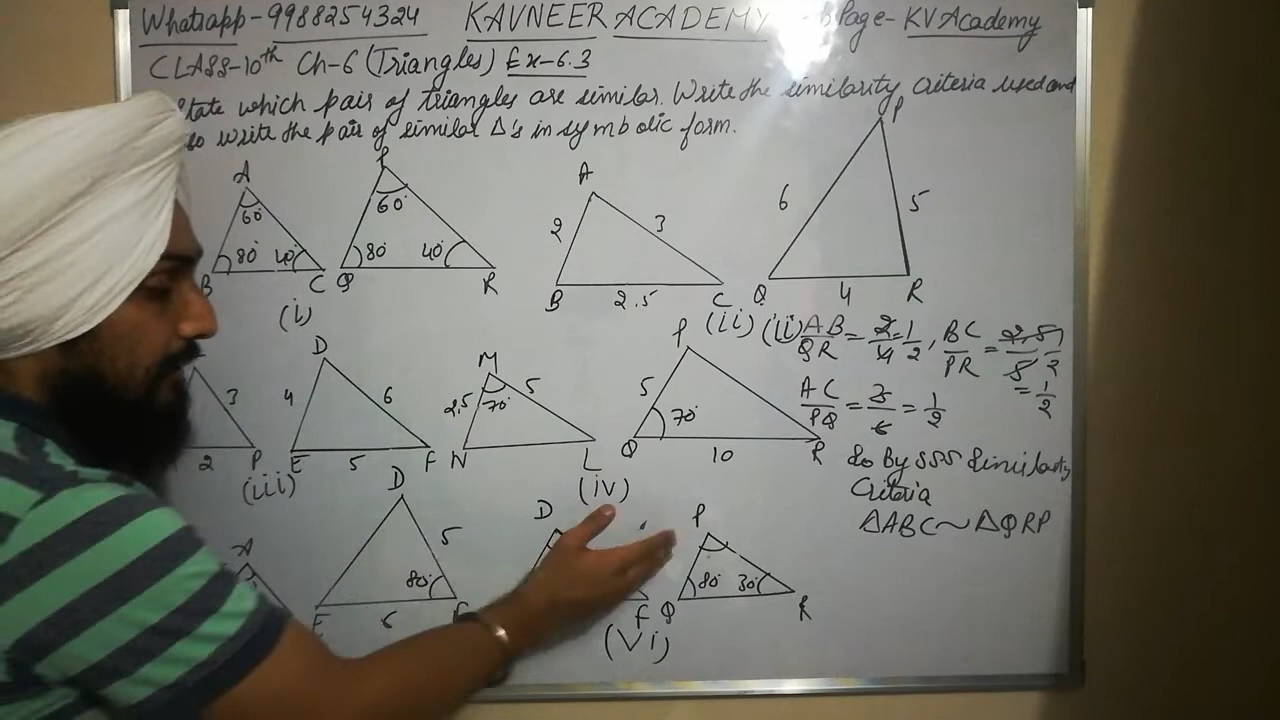 Whatsapp-9988254324 KAVNEER ACADEMY Page-KVAcademy
CLASS-10th Ch-6 (Triangles) Ex-6.3
State which pair of triangles are similar. Write the similarity Criteria used and
so write the pair of similar Δ's in symbolic form.
A 60° B 80° 40° C
P 60° Q 80° 40° R
(i)
A 2 3 B 2.5 C
P 6 5 Q 4 R
(ii)
(ii) AB/QR = 2/4 = 1/2, BC/PR = 2.5/5
= 1/2
AC/PQ = 3/6 = 1/2
So By SSS Similarity
Criteria
ΔABC ~ ΔQRP
3 2 P
D 4 6 E 5 F
(iii)
M 2.5 70° 5 N L
P 5 70° Q 10 R
(iv)
A
D 5 80° E 6 F
D F
P 80° 30° Q R
(Vi)